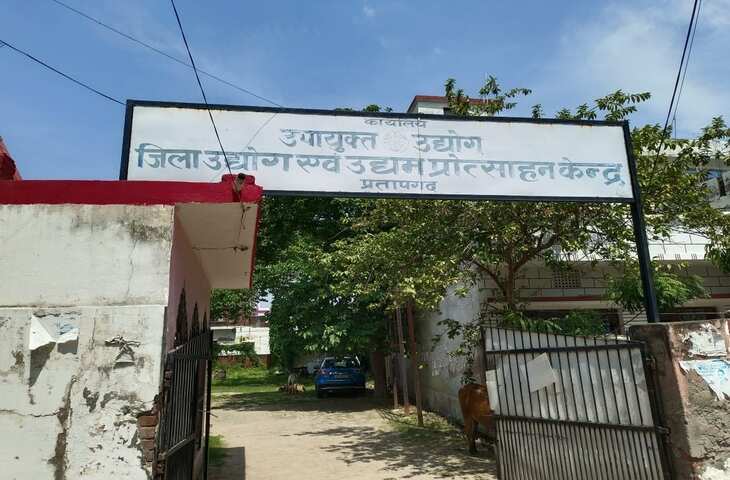 कार्यालय
उपायुक्त उद्योग
जिला उद्योग एवं उद्यम प्रोत्साहन केन्द्र
प्रतापगढ़